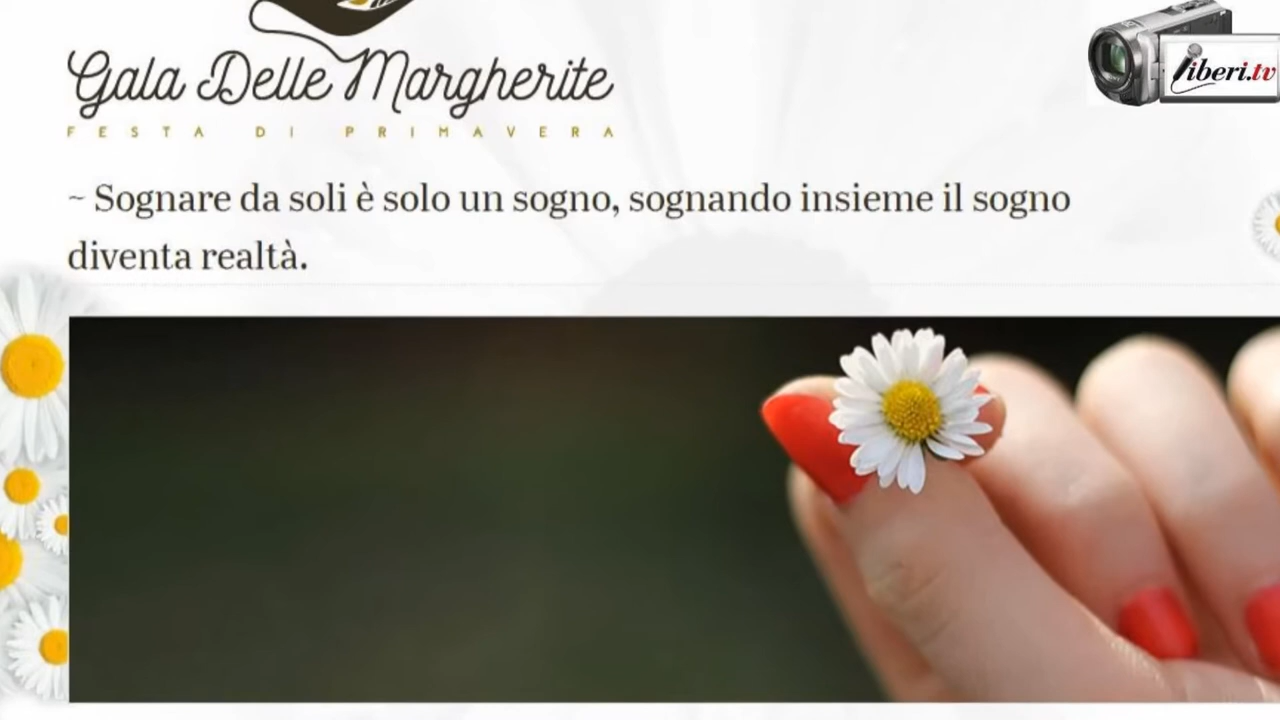 Gala Delle Margherite
FESTA DI PRIMAVERA
~ Sognare da soli è solo un sogno, sognando insieme il sogno
diventa realtà.
liberi.tv